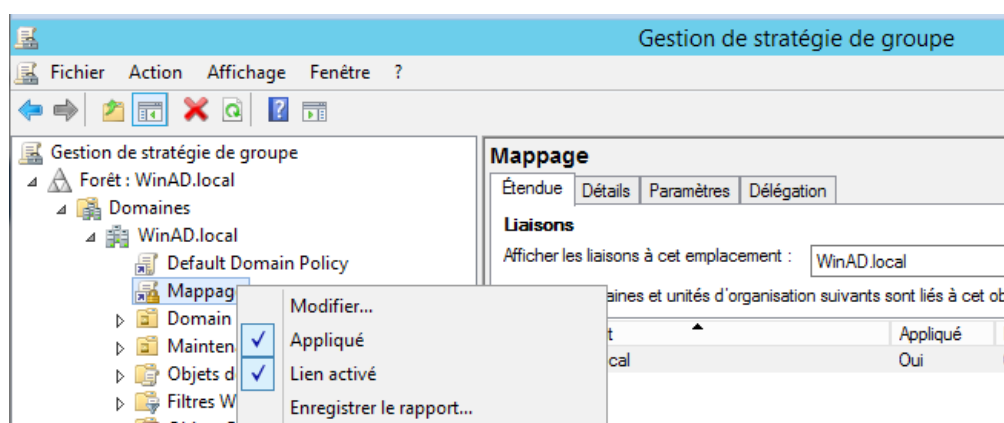 Gestion de stratégie de groupe
Fichier Action Affichage Fenêtre ?
Gestion de stratégie de groupe
Forêt : WinAD.local
Domaines
WinAD.local
Default Domain Policy
Mappag
Domain
Mainten
Objets d
Filtres W
Modifier...
Appliqué
Lien activé
Enregistrer le rapport...
Mappage
Étendue Détails Paramètres Délégation
Liaisons
Afficher les liaisons à cet emplacement : WinAD.local
aines et unités d'organisation suivants sont liés à cet ob
t Appliqué
cal Oui